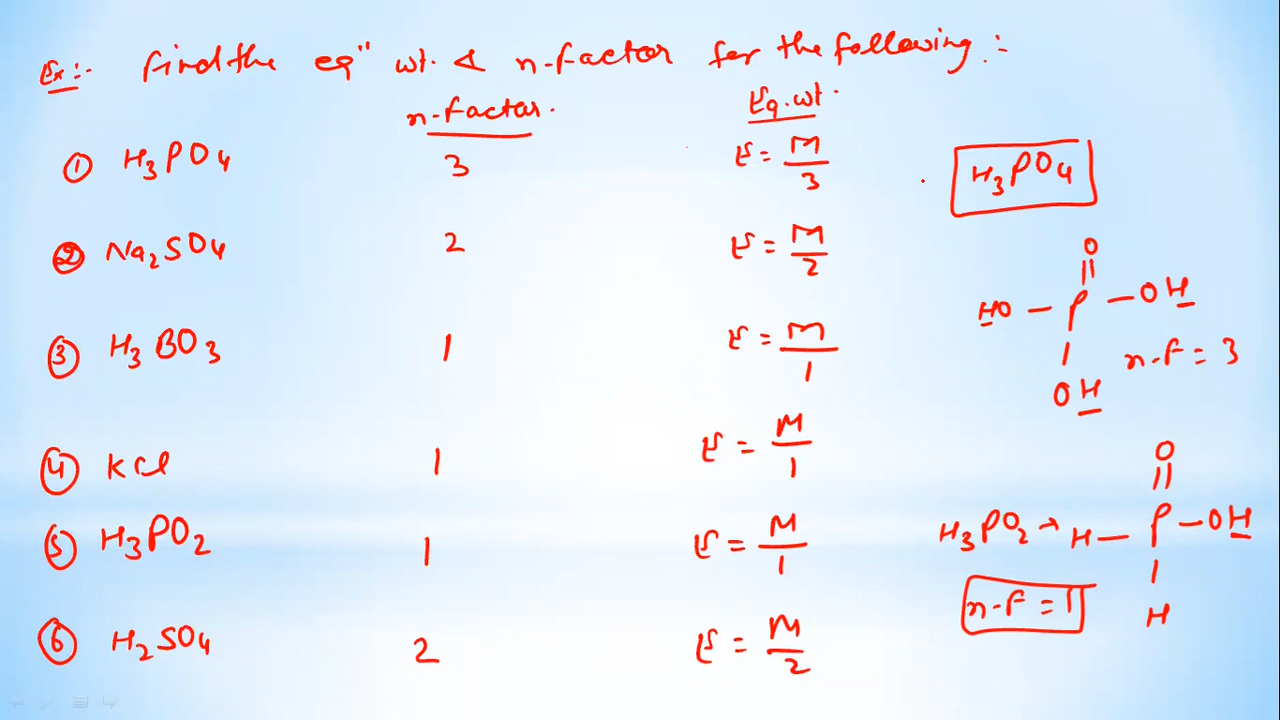 Ex:- Find the eqⁿ wt. & n-factor for the following :
n-factor. Eq. wt.
① H₃PO₄ 3 E = M/3
② Na₂SO₄ 2 E = M/2
③ H₃BO₃ 1 E = M/1
④ KCl 1 E = M/1
⑤ H₃PO₂ 1 E = M/1
⑥ H₂SO₄ 2 E = M/2
H₃PO₄
O
||
HO — P — OH
|
OH
n.f = 3
O
||
H₃PO₂ → H — P — OH
|
H
n.f = 1